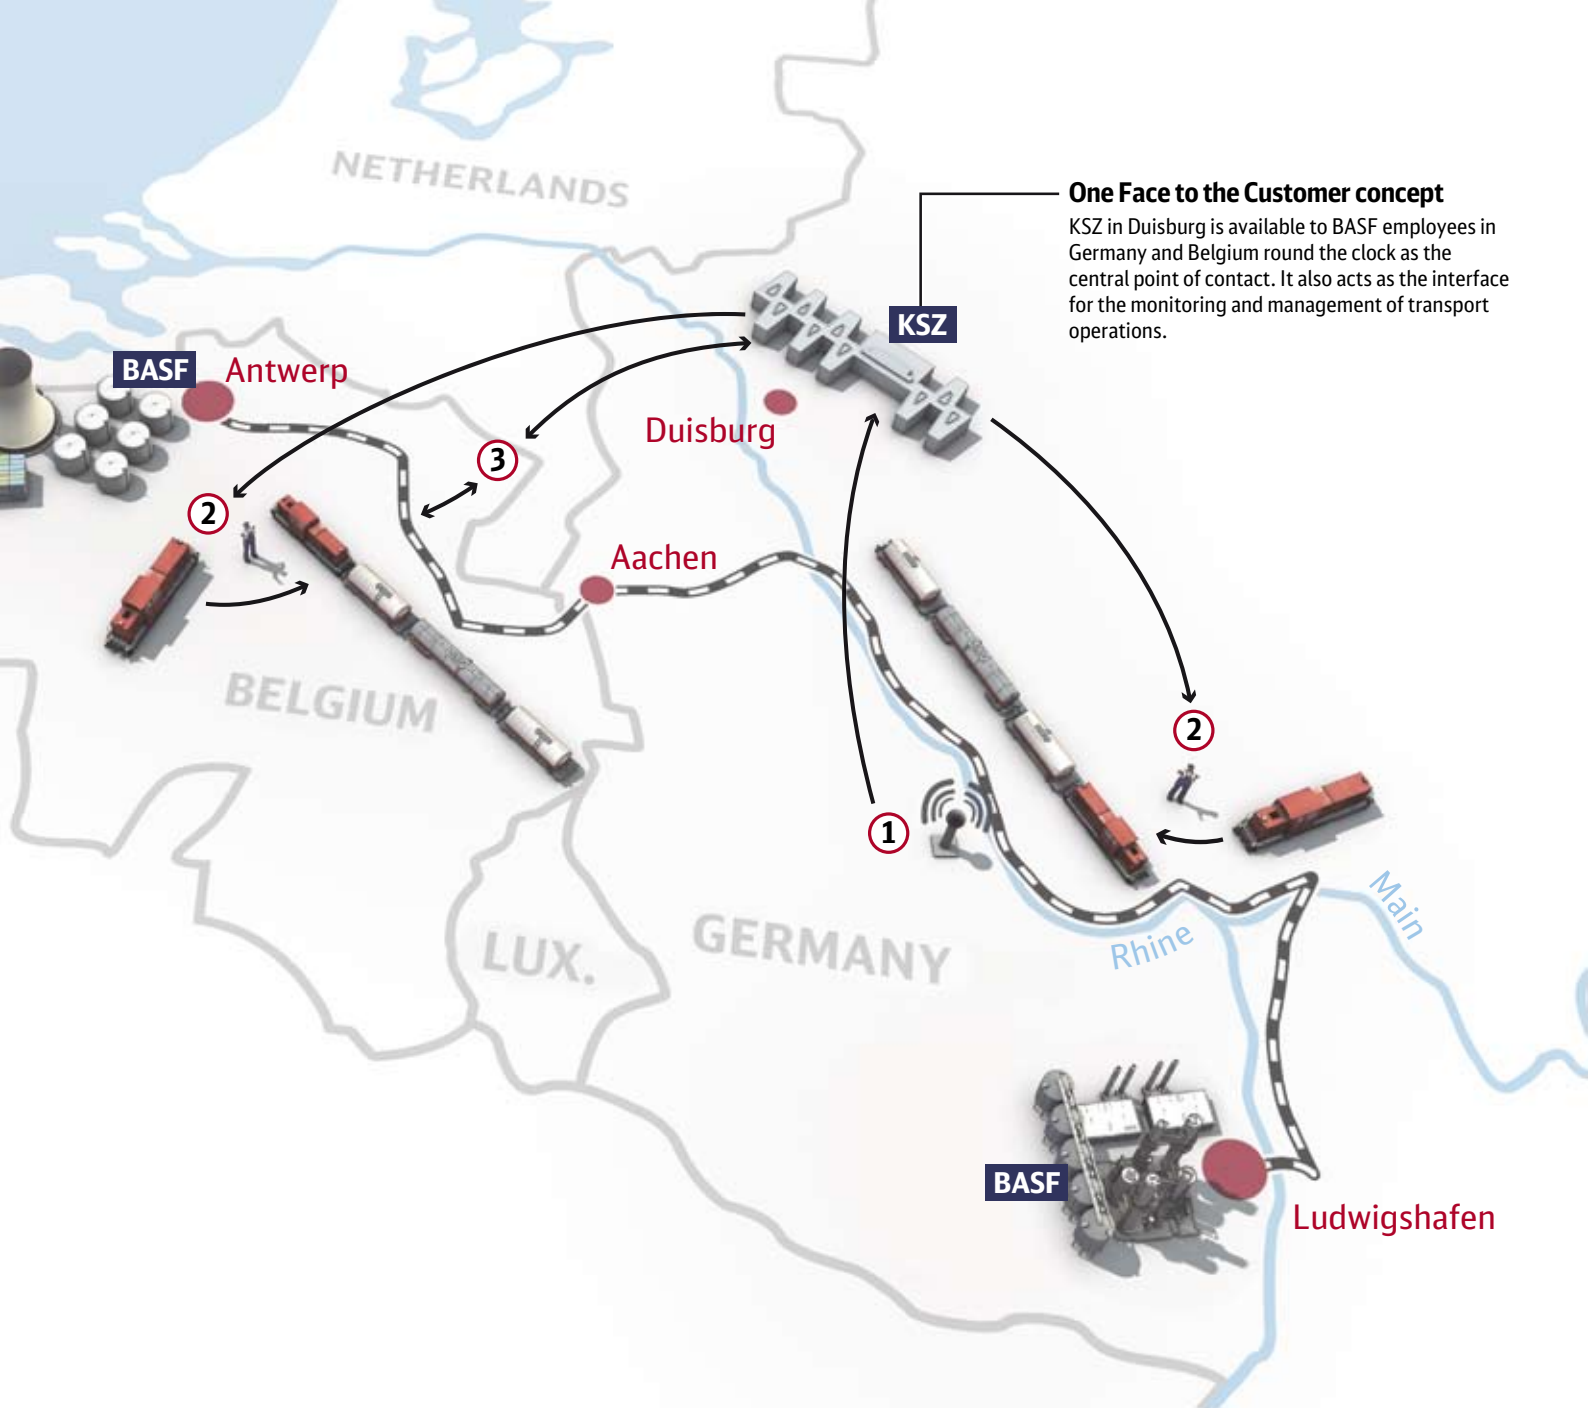 NETHERLANDS
One Face to the Customer concept
KSZ in Duisburg is available to BASF employees in
Germany and Belgium round the clock as the
central point of contact. It also acts as the interface
for the monitoring and management of transport
operations.
KSZ
BASF
Antwerp
Duisburg
3
2
Aachen
BELGIUM
2
1
Main
Rhine
GERMANY
LUX.
BASF
Ludwigshafen